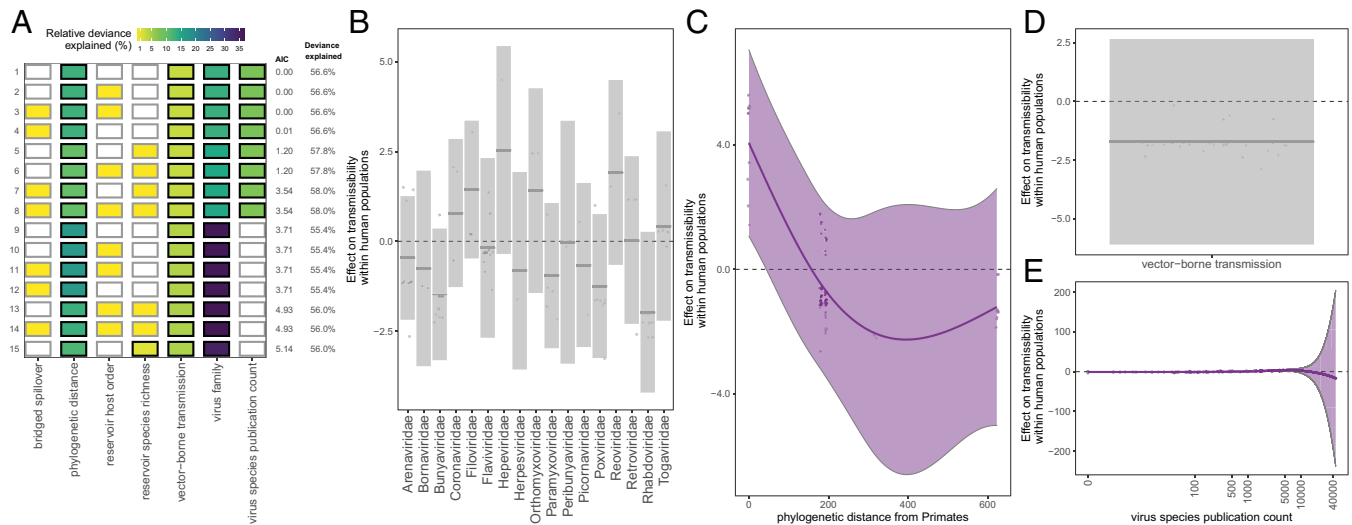 A
Relative deviance
explained (%)
1 5 10 15 20 25 30 35
AIC
Deviance
explained
1 0.00 56.6%
2 0.00 56.6%
3 0.00 56.6%
4 0.01 56.6%
5 1.20 57.8%
6 1.20 57.8%
7 3.54 58.0%
8 3.54 58.0%
9 3.71 55.4%
10 3.71 55.4%
11 3.71 55.4%
12 3.71 55.4%
13 4.93 56.0%
14 4.93 56.0%
15 5.14 56.0%
bridged spillover
phylogenetic distance
reservoir host order
reservoir species richness
vector−borne transmission
virus family
virus species publication count
B
Effect on transmissibility
within human populations
5.0
2.5
0.0
−2.5
Arenaviridae
Bornaviridae
Bunyaviridae
Coronaviridae
Filoviridae
Flaviviridae
Hepeviridae
Herpesviridae
Orthomyxoviridae
Paramyxoviridae
Peribunyaviridae
Picornaviridae
Poxviridae
Reoviridae
Retroviridae
Rhabdoviridae
Togaviridae
C
Effect on transmissibility
within human populations
4.0
0.0
−4.0
0 200 400 600
phylogenetic distance from Primates
D
Effect on transmissibility
within human populations
2.5
0.0
−2.5
−5.0
vector−borne transmission
E
Effect on transmissibility
within human populations
200
100
0
−100
−200
0 100 500 1000 5000 10000 40000
virus species publication count